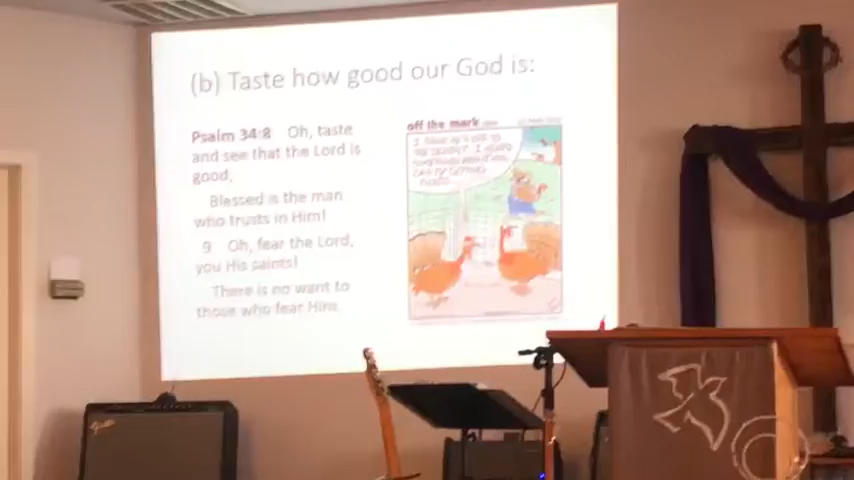 (b) Taste how good our God is:
Psalm 34:8 Oh, taste
and see that the Lord is
good;
Blessed is the man
who trusts in Him!
9 Oh, fear the Lord,
you His saints!
There is no want to
those who fear Him.
off the mark